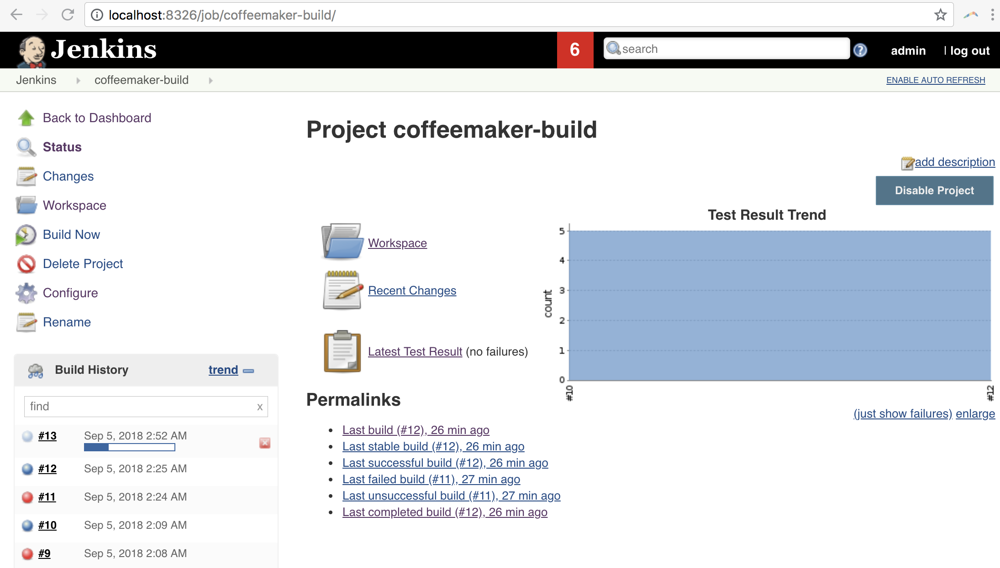 localhost:8326/job/coffeemaker-build/
Jenkins
6
search
?
admin
| log out
Jenkins
coffeemaker-build
ENABLE AUTO REFRESH
Back to Dashboard
Status
Changes
Workspace
Build Now
Delete Project
Configure
Rename
Build History
trend
find
x
#13 Sep 5, 2018 2:52 AM
#12 Sep 5, 2018 2:25 AM
#11 Sep 5, 2018 2:24 AM
#10 Sep 5, 2018 2:09 AM
#9 Sep 5, 2018 2:08 AM
Project coffeemaker-build
add description
Disable Project
Workspace
Recent Changes
Latest Test Result (no failures)
Test Result Trend
5
4
3
2
1
0
count
#10
#12
(just show failures) enlarge
Permalinks
Last build (#12), 26 min ago
Last stable build (#12), 26 min ago
Last successful build (#12), 26 min ago
Last failed build (#11), 27 min ago
Last unsuccessful build (#11), 27 min ago
Last completed build (#12), 26 min ago